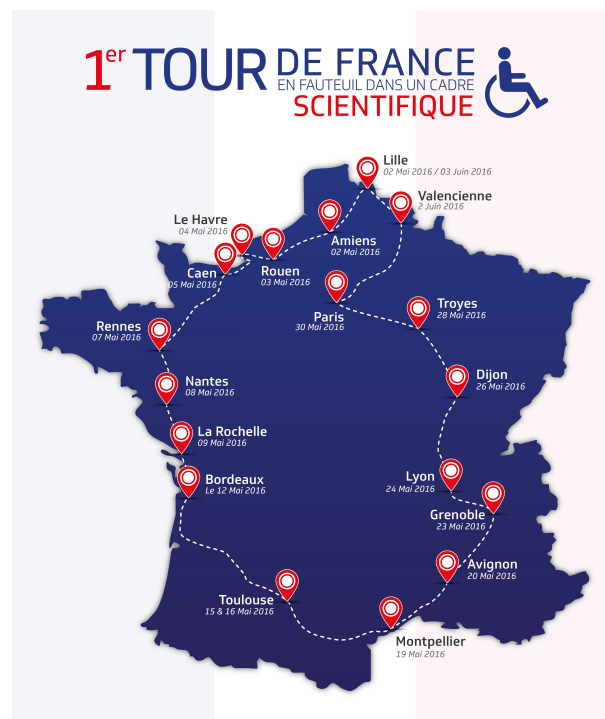 1er TOUR DE FRANCE
EN FAUTEUIL DANS UN CADRE
SCIENTIFIQUE
Lille
02 Mai 2016 / 03 Juin 2016
Valencienne
2 Juin 2016
Le Havre
04 Mai 2016
Amiens
02 Mai 2016
Caen
05 Mai 2016
Rouen
03 Mai 2016
Paris
30 Mai 2016
Troyes
28 Mai 2016
Rennes
07 Mai 2016
Nantes
08 Mai 2016
Dijon
26 Mai 2016
La Rochelle
09 Mai 2016
Bordeaux
Le 12 Mai 2016
Lyon
24 Mai 2016
Grenoble
23 Mai 2016
Avignon
20 Mai 2016
Toulouse
15 & 16 Mai 2016
Montpellier
19 Mai 2016